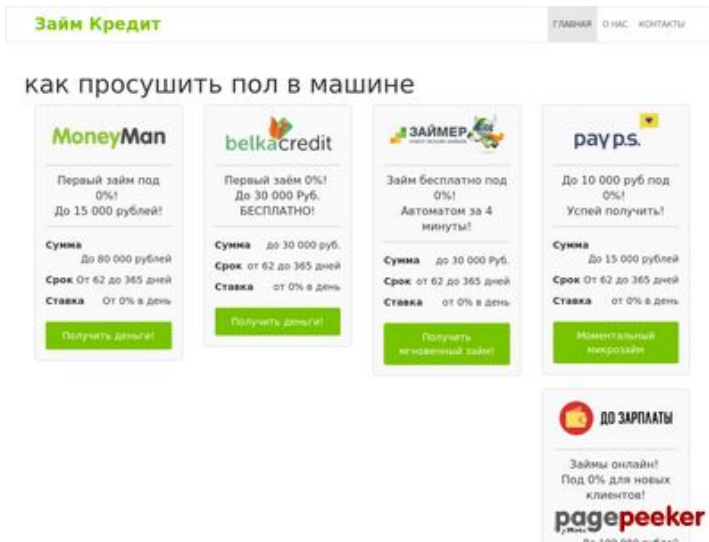 Займ Кредит
ГЛАВНАЯ О НАС КОНТАКТЫ
как просушить пол в машине
MoneyMan
Первый займ под
0%!
До 15 000 рублей!
Сумма
До 80 000 рублей
Срок От 62 до 365 дней
Ставка От 0% в день
Получить деньги!
belkacredit
Первый заём 0%!
До 30 000 Руб.
БЕСПЛАТНО!
Сумма до 30 000 руб.
Срок от 62 до 365 дней
Ставка от 0% в день
Получить деньги!
ЗАЙМЕР
Займ бесплатно под
0%!
Автоматом за 4
минуты!
Сумма до 30 000 Руб.
Срок от 62 до 365 дней
Ставка от 0% в день
Получить
мгновенный займ!
pay p.s.
До 10 000 руб под
0%!
Успей получить!
Сумма
До 15 000 рублей
Срок От 62 до 365 дней
Ставка От 0% в день
Моментальный
микрозайм
ДО ЗАРПЛАТЫ
Займы онлайн!
Под 0% для новых
клиентов!
pagepeeker
До 100 000 рублей